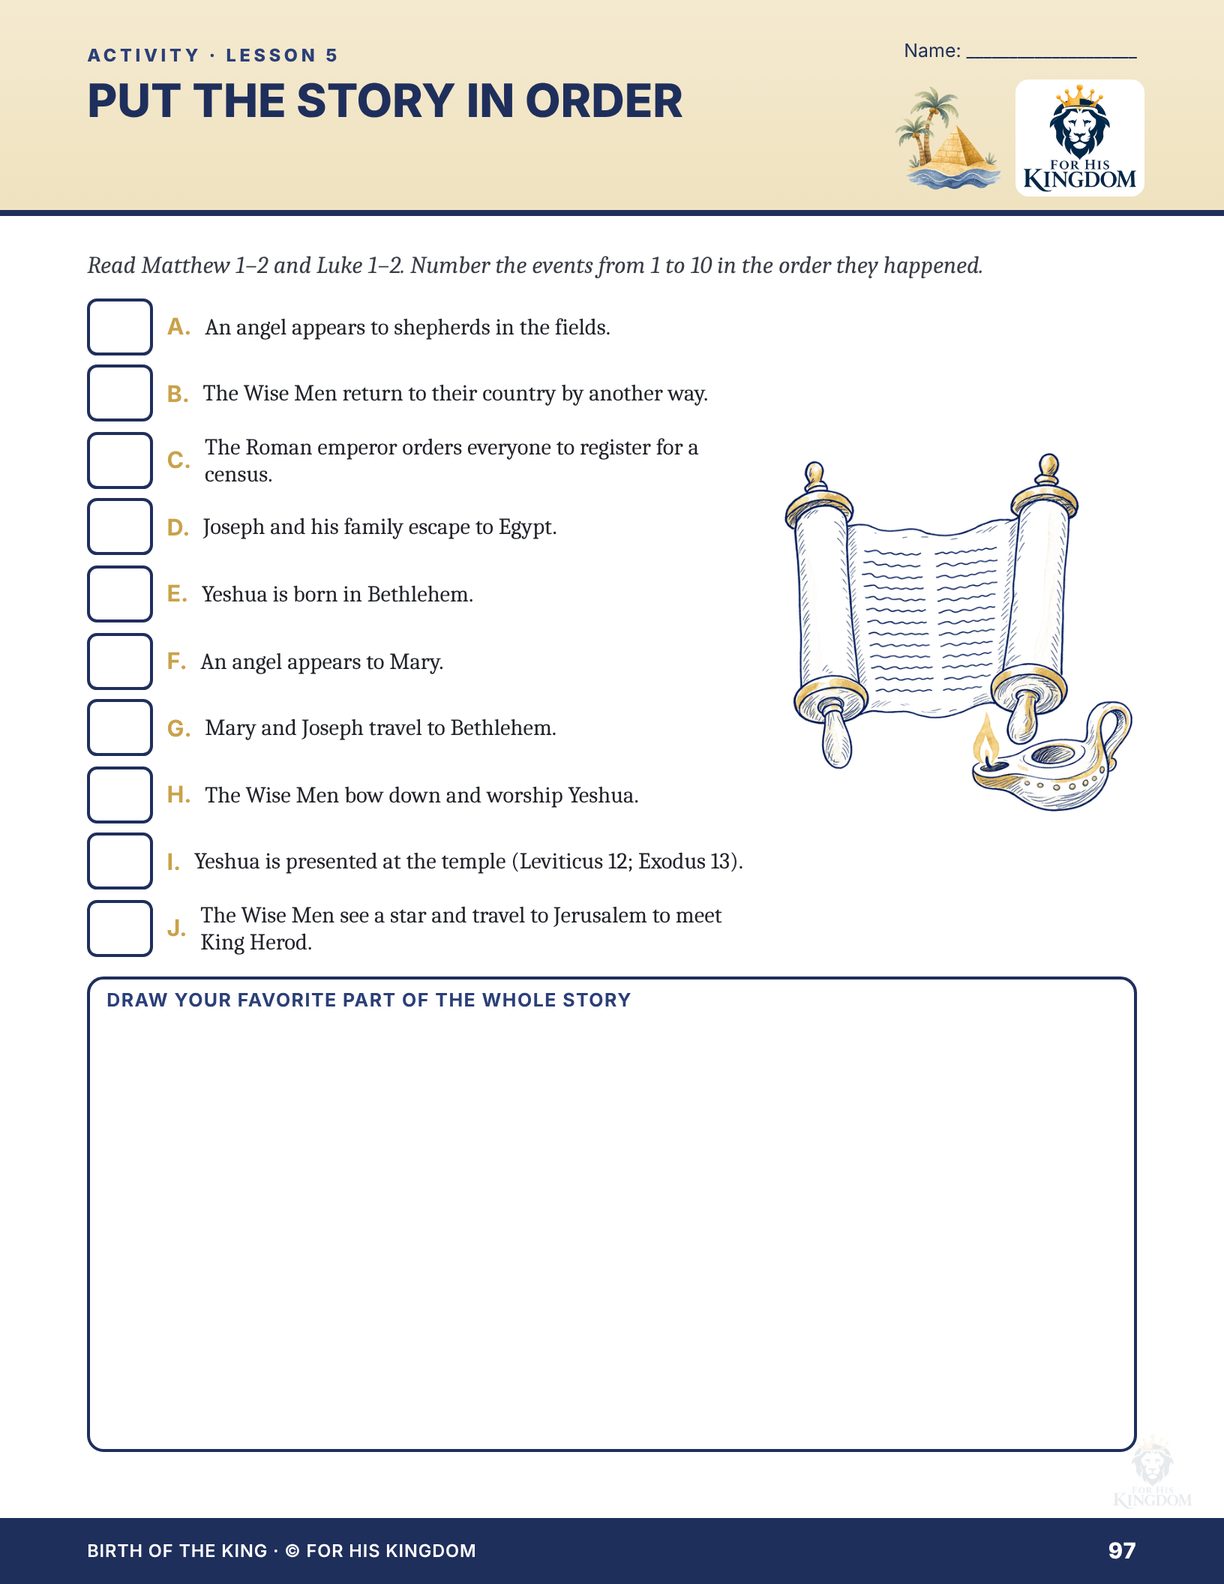 ACTIVITY · LESSON 5
Name: ____________________
PUT THE STORY IN ORDER
FOR HIS
KINGDOM
Read Matthew 1–2 and Luke 1–2. Number the events from 1 to 10 in the order they happened.
A. An angel appears to shepherds in the fields.
B. The Wise Men return to their country by another way.
C. The Roman emperor orders everyone to register for a
census.
D. Joseph and his family escape to Egypt.
E. Yeshua is born in Bethlehem.
F. An angel appears to Mary.
G. Mary and Joseph travel to Bethlehem.
H. The Wise Men bow down and worship Yeshua.
I. Yeshua is presented at the temple (Leviticus 12; Exodus 13).
J. The Wise Men see a star and travel to Jerusalem to meet
King Herod.
DRAW YOUR FAVORITE PART OF THE WHOLE STORY
FOR HIS
KINGDOM
BIRTH OF THE KING · © FOR HIS KINGDOM
97